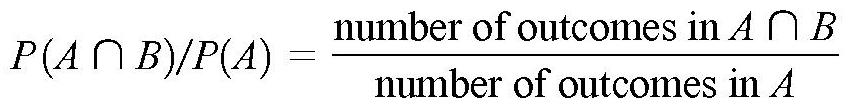 P(A ∩ B)/P(A) = number of outcomes in A ∩ B / number of outcomes in A